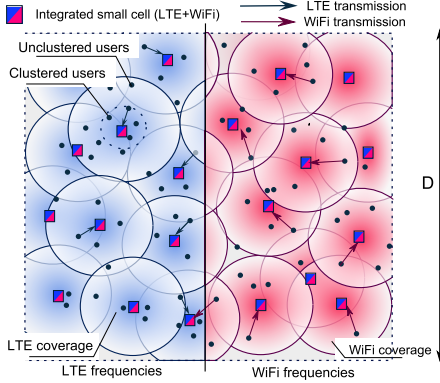 Integrated small cell (LTE+WiFi)
LTE transmission
WiFi transmission
Unclustered users
Clustered users
D
LTE coverage
WiFi coverage
LTE frequencies
WiFi frequencies